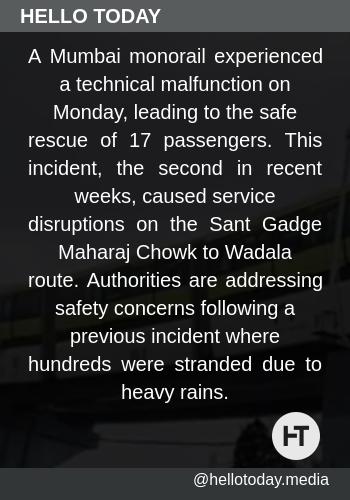 HELLO TODAY
A Mumbai monorail experienced
a technical malfunction on
Monday, leading to the safe
rescue of 17 passengers. This
incident, the second in recent
weeks, caused service
disruptions on the Sant Gadge
Maharaj Chowk to Wadala
route. Authorities are addressing
safety concerns following a
previous incident where
hundreds were stranded due to
heavy rains.
HT
@hellotoday.media